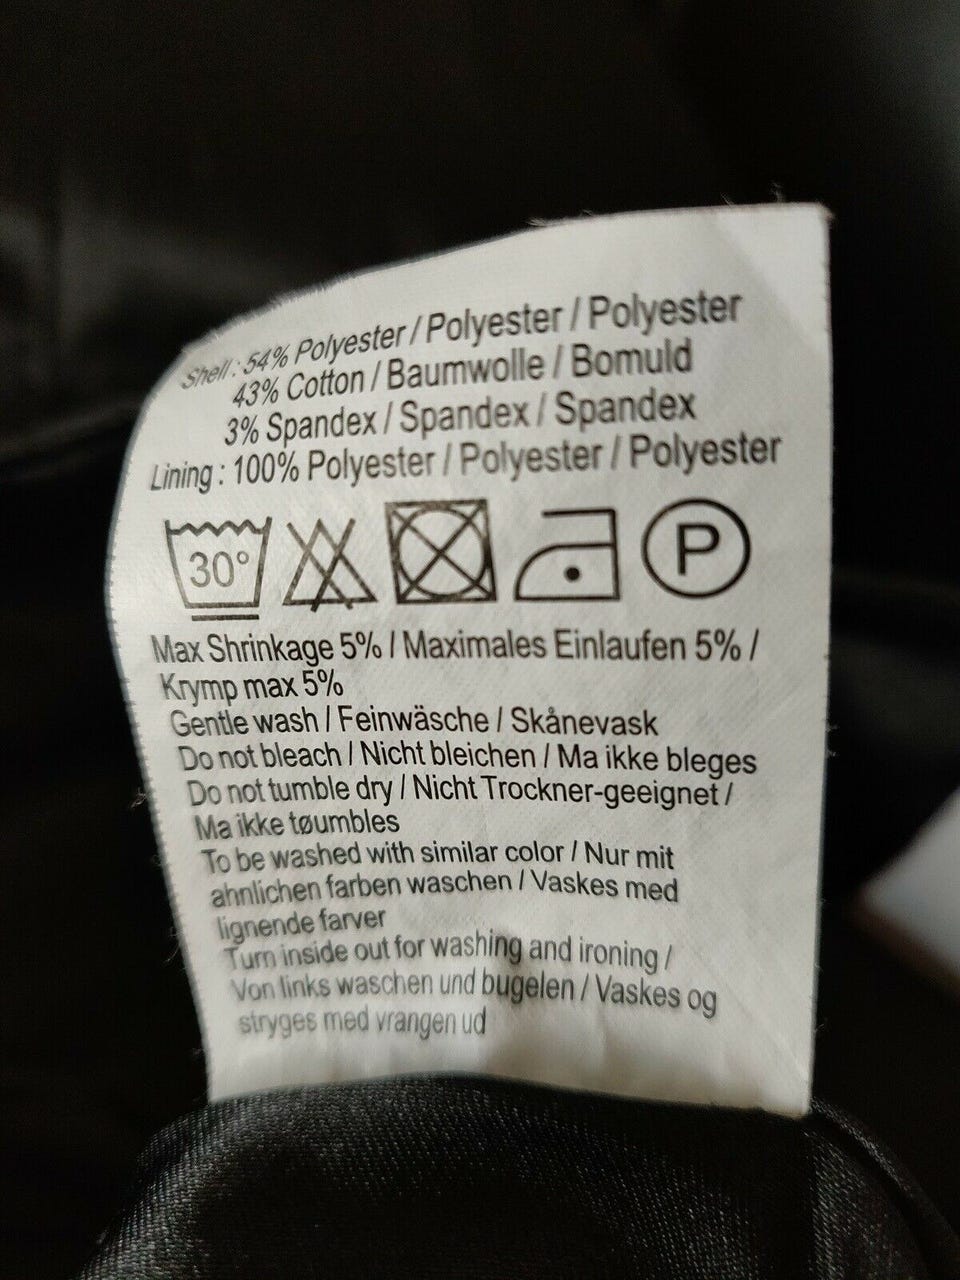 Shell : 54% Polyester / Polyester / Polyester
43% Cotton / Baumwolle / Bomuld
3% Spandex / Spandex / Spandex
Lining : 100% Polyester / Polyester / Polyester
30° P
Max Shrinkage 5% / Maximales Einlaufen 5% /
Krymp max 5%
Gentle wash / Feinwäsche / Skånevask
Do not bleach / Nicht bleichen / Ma ikke bleges
Do not tumble dry / Nicht Trockner-geeignet /
Ma ikke tøumbles
To be washed with similar color / Nur mit
ahnlichen farben waschen / Vaskes med
lignende farver
Turn inside out for washing and ironing /
Von links waschen und bugelen / Vaskes og
stryges med vrangen ud